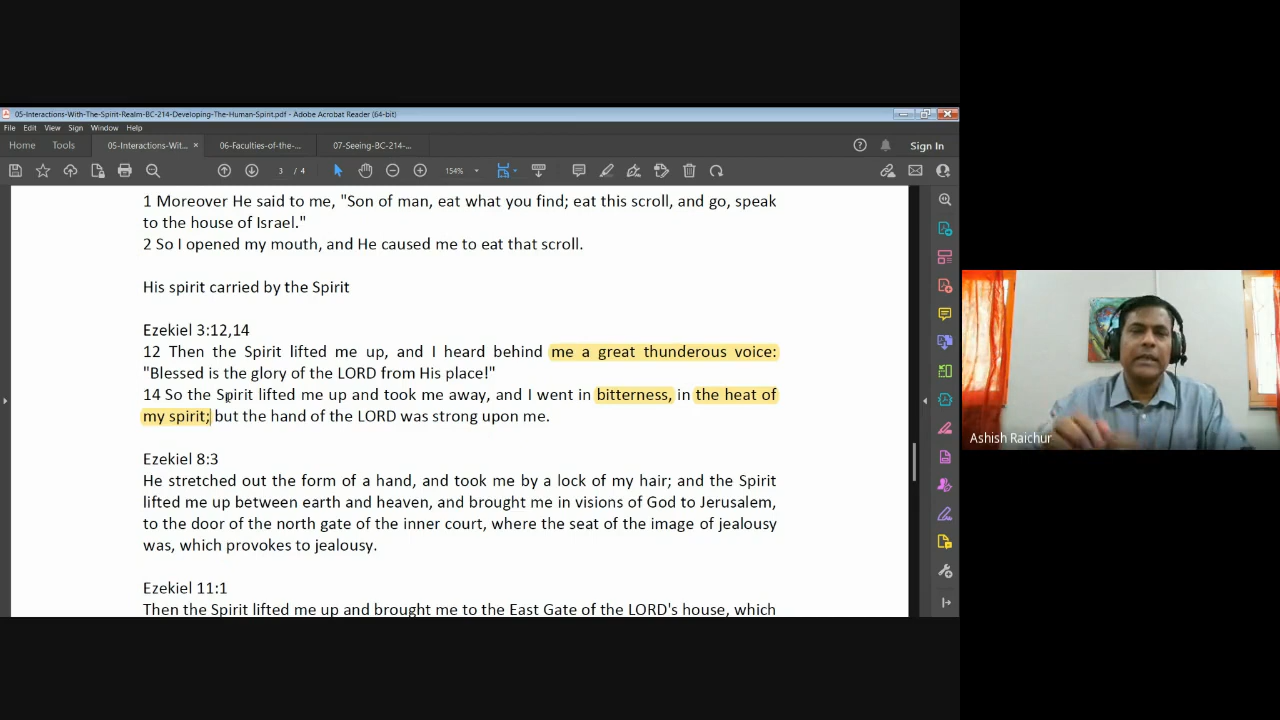 05-Interactions-With-The-Spirit-Realm-BC-214-Developing-The-Human-Spirit.pdf - Adobe Acrobat Reader (64-bit)
File Edit View Sign Window Help
Home Tools 05-Interactions-Wit... × 06-Faculties-of-the-... 07-Seeing-BC-214-... Sign In
3 / 4 154%
1 Moreover He said to me, "Son of man, eat what you find; eat this scroll, and go, speak
to the house of Israel."
2 So I opened my mouth, and He caused me to eat that scroll.
His spirit carried by the Spirit
Ezekiel 3:12,14
12 Then the Spirit lifted me up, and I heard behind me a great thunderous voice:
"Blessed is the glory of the LORD from His place!"
14 So the Spirit lifted me up and took me away, and I went in bitterness, in the heat of
my spirit; but the hand of the LORD was strong upon me.
Ezekiel 8:3
He stretched out the form of a hand, and took me by a lock of my hair; and the Spirit
lifted me up between earth and heaven, and brought me in visions of God to Jerusalem,
to the door of the north gate of the inner court, where the seat of the image of jealousy
was, which provokes to jealousy.
Ezekiel 11:1
Then the Spirit lifted me up and brought me to the East Gate of the LORD's house, which
Ashish Raichur